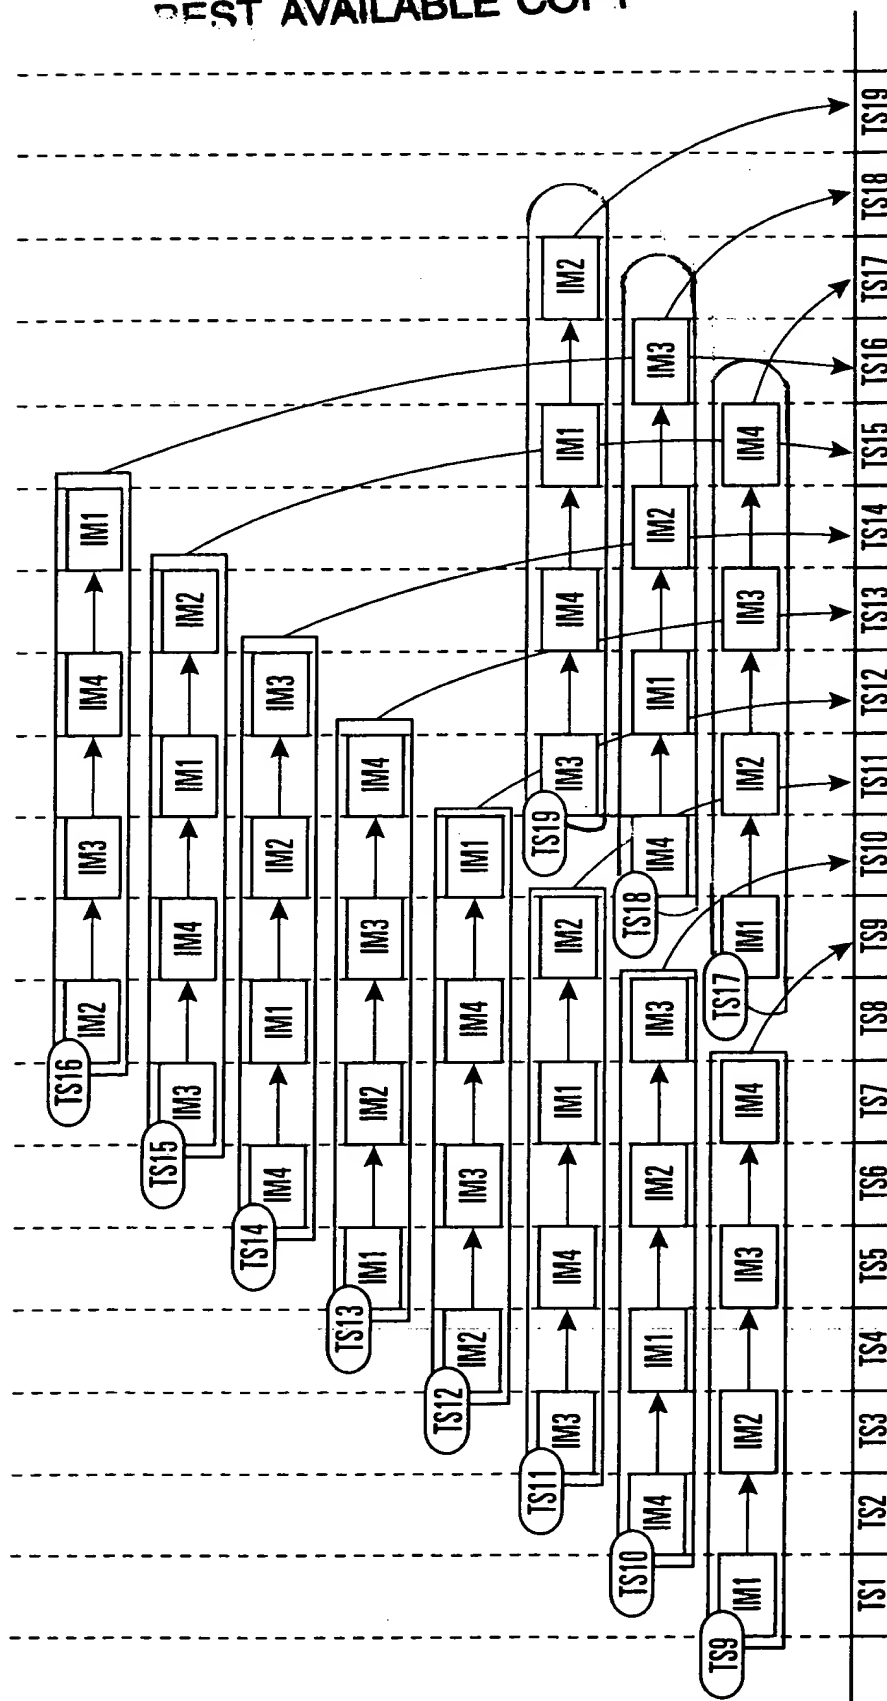 BEST AVAILABLE COPY
TS16 IM2 IM3 IM4 IM1
TS15 IM3 IM4 IM1 IM2
TS14 IM4 IM1 IM2 IM3
TS13 IM1 IM2 IM3 IM4
TS12 IM2 IM3 IM4 IM1
TS11 IM3 IM4 IM1 IM2 TS19 IM3 IM4 IM1 IM2
TS10 IM4 IM1 IM2 IM3 TS18 IM4 IM1 IM2 IM3
TS9 IM1 IM2 IM3 IM4 TS17 IM1 IM2 IM3 IM4
TS1 TS2 TS3 TS4 TS5 TS6 TS7 TS8 TS9 TS10 TS11 TS12 TS13 TS14 TS15 TS16 TS17 TS18 TS19